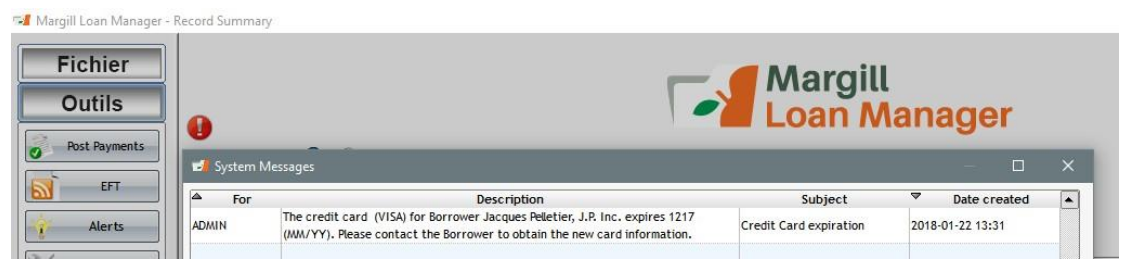 Margill Loan Manager - Record Summary
Fichier
Outils
Post Payments
EFT
Alerts
Margill
Loan Manager
System Messages
For Description Subject Date created
ADMIN The credit card (VISA) for Borrower Jacques Pelletier, J.P. Inc. expires 1217 Credit Card expiration 2018-01-22 13:31
(MM/YY). Please contact the Borrower to obtain the new card information.